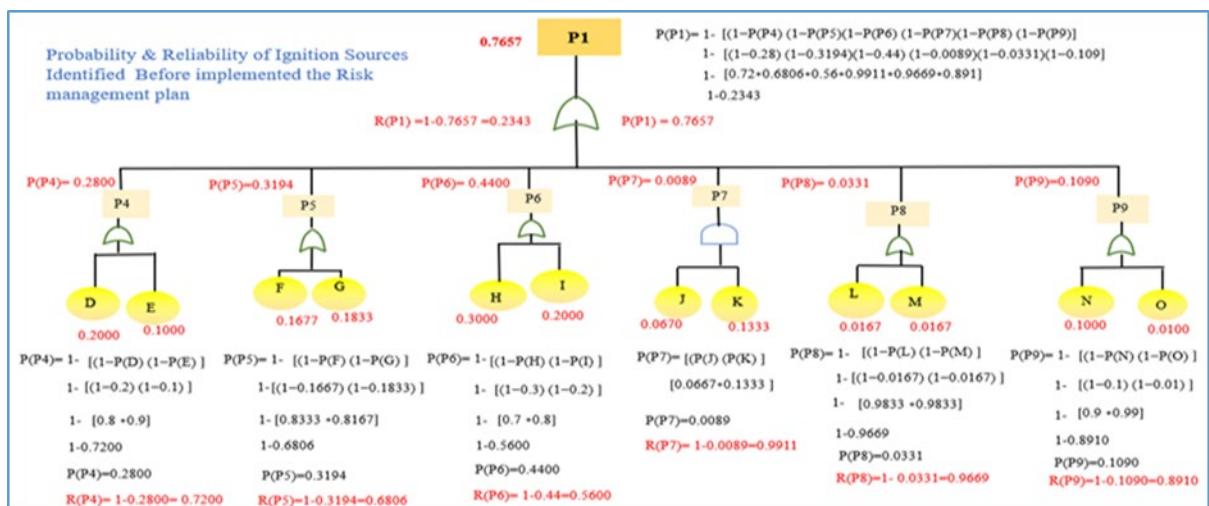 P1
0.7657
Probability & Reliability of Ignition Sources
Identified Before implemented the Risk
management plan
P(P1)= 1- [(1−P(P4) (1−P(P5)(1−P(P6) (1−P(P7)(1−P(P8) (1−P(P9)]
1- [(1−0.28) (1−0.3194)(1−0.44) (1−0.0089)(1−0.0331)(1−0.109]
1- [0.72*0.6806*0.56*0.9911*0.9669*0.891]
1-0.2343
R(P1) =1-0.7657 =0.2343
P(P1) = 0.7657
P(P4)= 0.2800
P(P5)=0.3194
P(P6)= 0.4400
P(P7)= 0.0089
P(P8)= 0.0331
P(P9)=0.1090
P4
P5
P6
P7
P8
P9
D
E
F
G
H
I
J
K
L
M
N
O
0.2000
0.1000
0.1677
0.1833
0.3000
0.2000
0.0670
0.1333
0.0167
0.0167
0.1000
0.0100
P(P4)= 1- [(1−P(D) (1−P(E) ]
1- [(1−0.2) (1−0.1) ]
1- [0.8 *0.9]
1-0.7200
P(P4)=0.2800
R(P4)= 1-0.2800= 0.7200
P(P5)= 1- [(1−P(F) (1−P(G) ]
1-[(1−0.1667) (1−0.1833) ]
1- [0.8333 *0.8167]
1-0.6806
P(P5)=0.3194
R(P5)=1-0.3194=0.6806
P(P6)= 1- [(1−P(H) (1−P(I) ]
1- [(1−0.3) (1−0.2) ]
1- [0.7 *0.8]
1-0.5600
P(P6)=0.4400
R(P6)= 1-0.44=0.5600
P(P7)= [(P(J) (P(K) ]
[0.0667*0.1333 ]
P(P7)=0.0089
R(P7)= 1-0.0089=0.9911
P(P8)= 1- [(1−P(L) (1−P(M) ]
1-[(1−0.0167) (1−0.0167) ]
1- [0.9833 *0.9833]
1-0.9669
P(P8)=0.0331
R(P8)=1- 0.0331=0.9669
P(P9)= 1- [(1−P(N) (1−P(O) ]
1- [(1−0.1) (1−0.01) ]
1- [0.9 *0.99]
1-0.8910
P(P9)=0.1090
R(P9)=1-0.1090=0.8910